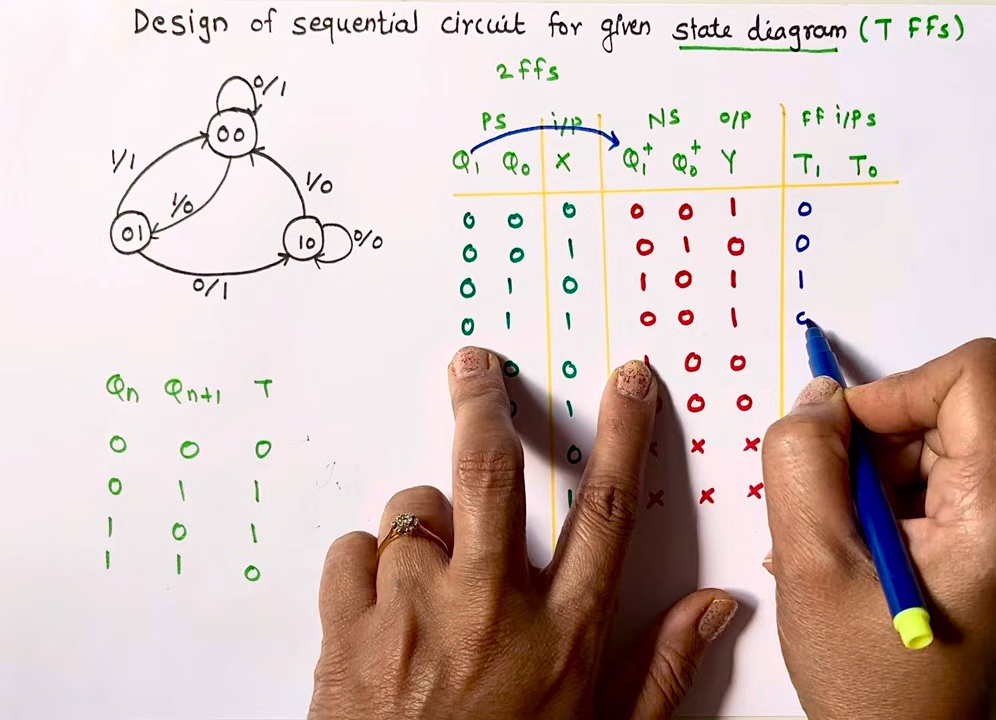 Design of sequential circuit for given state diagram (T FFs)
2 ffs
0/1
00
1/1
1/0
1/0
01
10
0/0
0/1
PS i/p NS o/p FF i/Ps
Q1 Q0 X Q1+ Q0+ Y T1 T0
0 0 0 0 0 1 0
0 0 1 0 1 0 0
0 1 0 1 0 1 1
0 1 1 0 0 1 0
0 0 1 0 0
1 0 0
0 x x
1 x x x
Qn Qn+1 T
0 0 0
0 1 1
1 0 1
1 1 0